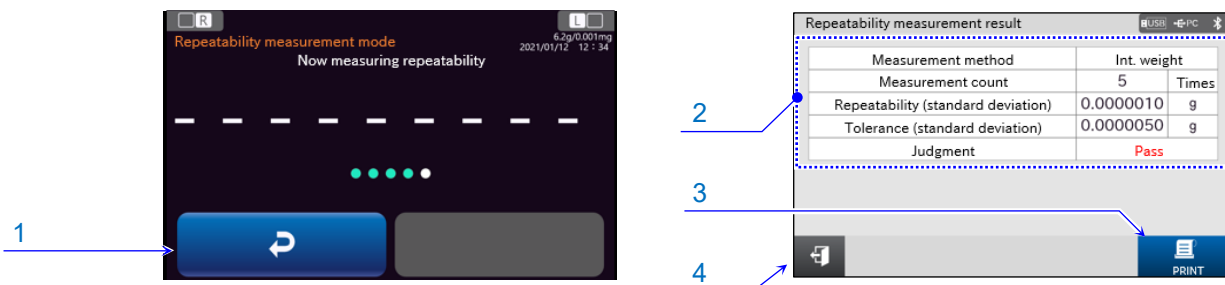 R
L
Repeatability measurement mode
6.2g/0.001mg
2021/01/12 12 : 34
Now measuring repeatability
1
Repeatability measurement result
USB
PC
Measurement method Int. weight
Measurement count 5 Times
Repeatability (standard deviation) 0.0000010 g
Tolerance (standard deviation) 0.0000050 g
Judgment Pass
2
3
4
PRINT